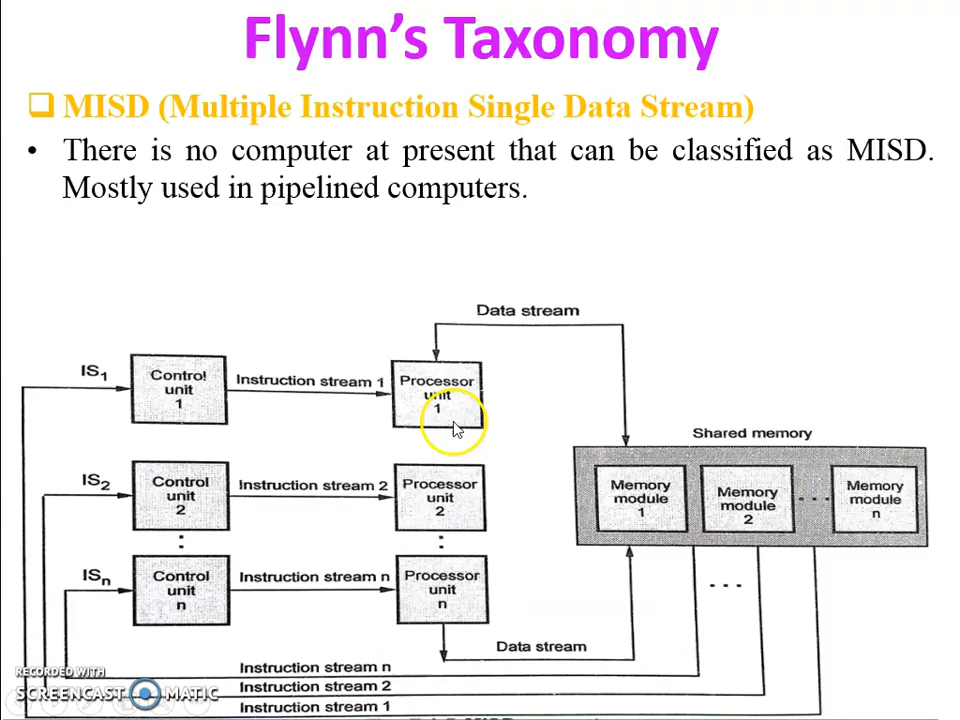 Flynn's Taxonomy
❑ MISD (Multiple Instruction Single Data Stream)
• There is no computer at present that can be classified as MISD.
Mostly used in pipelined computers.
Data stream
IS1
Control
unit
1
Instruction stream 1
Processor
unit
1
Shared memory
IS2
Control
unit
2
Instruction stream 2
Processor
unit
2
Memory
module
1
Memory
module
2
Memory
module
n
ISn
Control
unit
n
Instruction stream n
Processor
unit
n
Data stream
Instruction stream n
Instruction stream 2
Instruction stream 1
RECORDED WITH
SCREENCAST MATIC